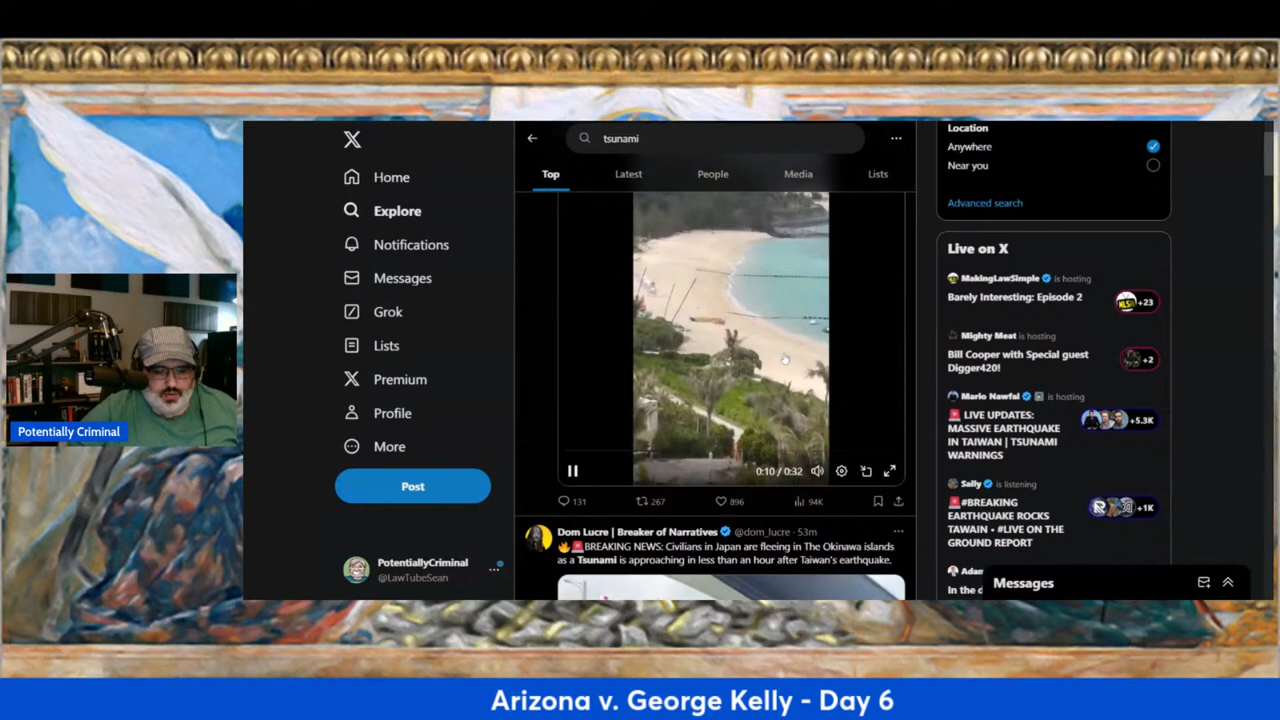 tsunami
Home
Explore
Notifications
Messages
Grok
Lists
Premium
Profile
More
Post
PotentiallyCriminal
@LawTubeSean
Potentially Criminal
Top
Latest
People
Media
Lists
0:10 / 0:32
131
267
896
94K
Dom Lucre | Breaker of Narratives @dom_lucre · 53m
BREAKING NEWS: Civilians in Japan are fleeing in The Okinawa islands
as a Tsunami is approaching in less than an hour after Taiwan's earthquake.
Location
Anywhere
Near you
Advanced search
Live on X
MakingLawSimple is hosting
Barely Interesting: Episode 2
+23
Mighty Meat is hosting
Bill Cooper with Special guest
Digger420!
+2
Mario Nawfal is hosting
LIVE UPDATES:
MASSIVE EARTHQUAKE
IN TAIWAN | TSUNAMI
WARNINGS
+5.3K
Sally is listening
#BREAKING
EARTHQUAKE ROCKS
TAWAIN • #LIVE ON THE
GROUND REPORT
+1K
Adam
In the d
Messages
Arizona v. George Kelly - Day 6